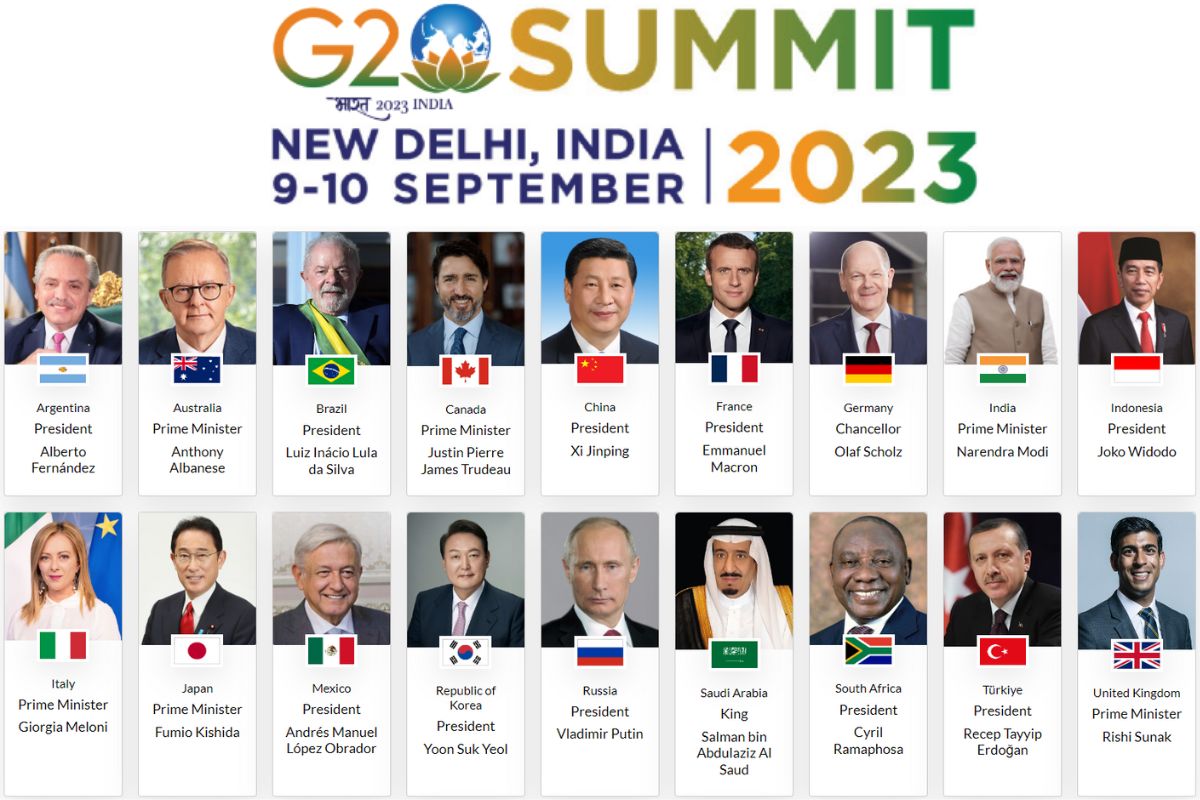 G20 SUMMIT
भारत 2023 INDIA
NEW DELHI, INDIA
9-10 SEPTEMBER
2023
Argentina
President
Alberto
Fernández
Australia
Prime Minister
Anthony
Albanese
Brazil
President
Luiz Inácio Lula
da Silva
Canada
Prime Minister
Justin Pierre
James Trudeau
China
President
Xi Jinping
France
President
Emmanuel
Macron
Germany
Chancellor
Olaf Scholz
India
Prime Minister
Narendra Modi
Indonesia
President
Joko Widodo
Italy
Prime Minister
Giorgia Meloni
Japan
Prime Minister
Fumio Kishida
Mexico
President
Andrés Manuel
López Obrador
Republic of
Korea
President
Yoon Suk Yeol
Russia
President
Vladimir Putin
Saudi Arabia
King
Salman bin
Abdulaziz Al
Saud
South Africa
President
Cyril
Ramaphosa
Türkiye
President
Recep Tayyip
Erdoğan
United Kingdom
Prime Minister
Rishi Sunak